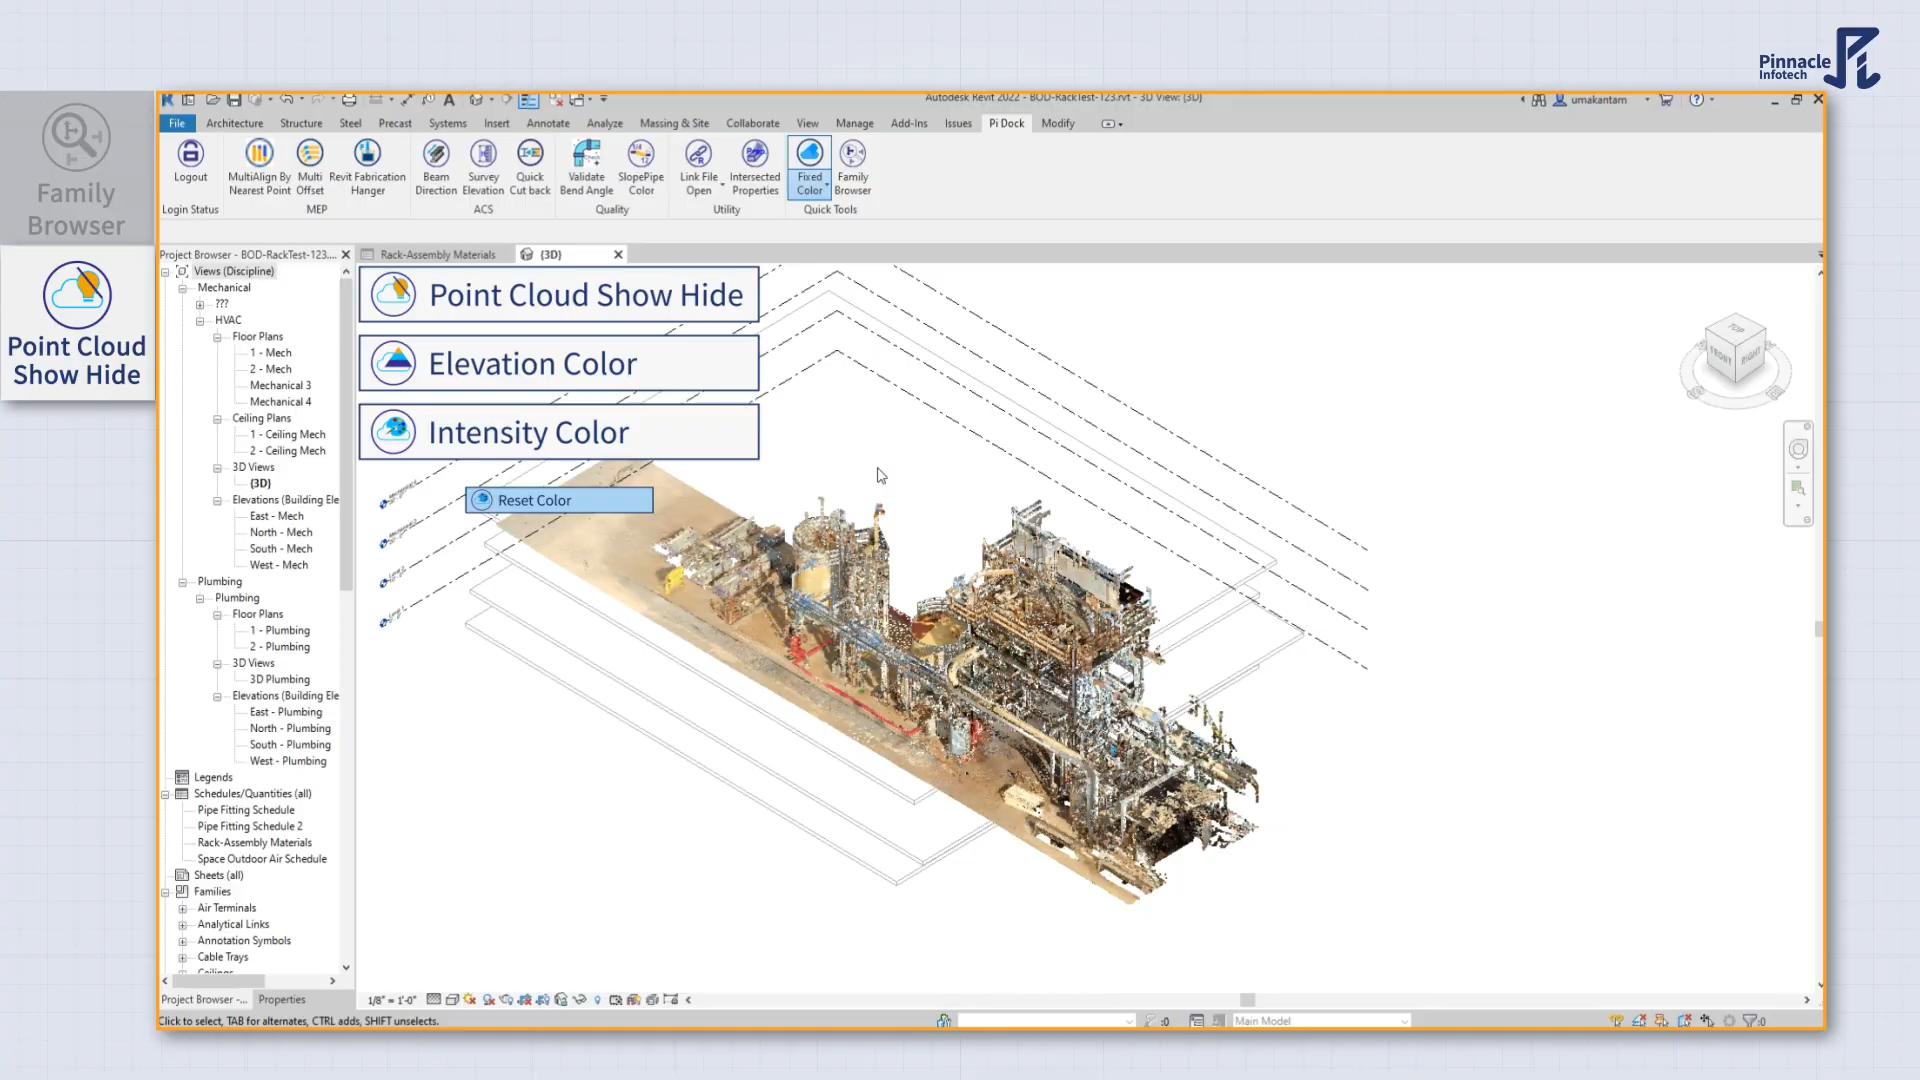 Pinnacle
Infotech
Family
Browser
Point Cloud
Show Hide
Autodesk Revit 2022 - BOD-RackTest-123.rvt - 3D View: {3D}
umakantam
File Architecture Structure Steel Precast Systems Insert Annotate Analyze Massing & Site Collaborate View Manage Add-Ins Issues Pi Dock Modify
Logout
MultiAlign By
Nearest Point
Multi
Offset
Revit Fabrication
Hanger
Beam
Direction
Survey
Elevation
Quick
Cut back
Validate
Bend Angle
SlopePipe
Color
Link File
Open
Intersected
Properties
Fixed
Color
Family
Browser
Login Status MEP ACS Quality Utility Quick Tools
Project Browser - BOD-RackTest-123....
Rack-Assembly Materials
{3D}
Views (Discipline)
Mechanical
???
HVAC
Floor Plans
1 - Mech
2 - Mech
Mechanical 3
Mechanical 4
Ceiling Plans
1 - Ceiling Mech
2 - Ceiling Mech
3D Views
{3D}
Elevations (Building Ele
East - Mech
North - Mech
South - Mech
West - Mech
Plumbing
Plumbing
Floor Plans
1 - Plumbing
2 - Plumbing
3D Views
3D Plumbing
Elevations (Building Ele
East - Plumbing
North - Plumbing
South - Plumbing
West - Plumbing
Legends
Schedules/Quantities (all)
Pipe Fitting Schedule
Pipe Fitting Schedule 2
Rack-Assembly Materials
Space Outdoor Air Schedule
Sheets (all)
Families
Air Terminals
Analytical Links
Annotation Symbols
Cable Trays
Ceilings
Point Cloud Show Hide
Elevation Color
Intensity Color
Reset Color
TOP
FRONT
RIGHT
Project Browser -...
Properties
1/8" = 1'-0"
Click to select, TAB for alternates, CTRL adds, SHIFT unselects.
:0
Main Model
:0